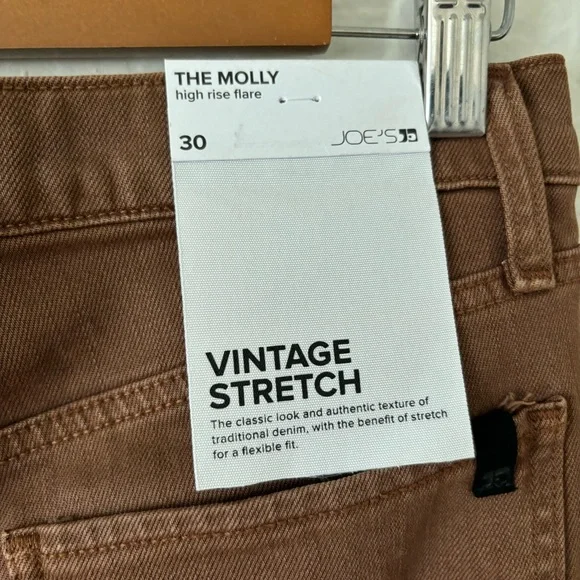 THE MOLLY
high rise flare
30
JOE'S
VINTAGE
STRETCH
The classic look and authentic texture of
traditional denim, with the benefit of stretch
for a flexible fit.